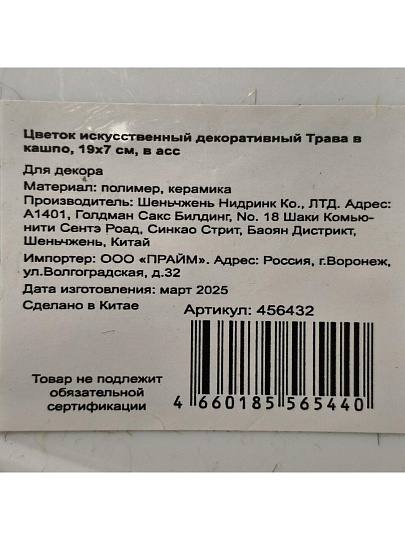 Цветок искусственный декоративный Трава в
кашпо, 19х7 см, в асс
Для декора
Материал: полимер, керамика
Производитель: Шеньчжень Нидринк Ко., ЛТД. Адрес:
А1401, Голдман Сакс Билдинг, No. 18 Шаки Комью-
нити Сентэ Роад, Синкао Стрит, Баоян Дистрикт,
Шеньчжень, Китай
Импортер: ООО «ПРАЙМ». Адрес: Россия, г.Воронеж,
ул.Волгоградская, д.32
Дата изготовления: март 2025
Сделано в Китае
Артикул: 456432
Товар не подлежит
обязательной
сертификации
4 660185 565440